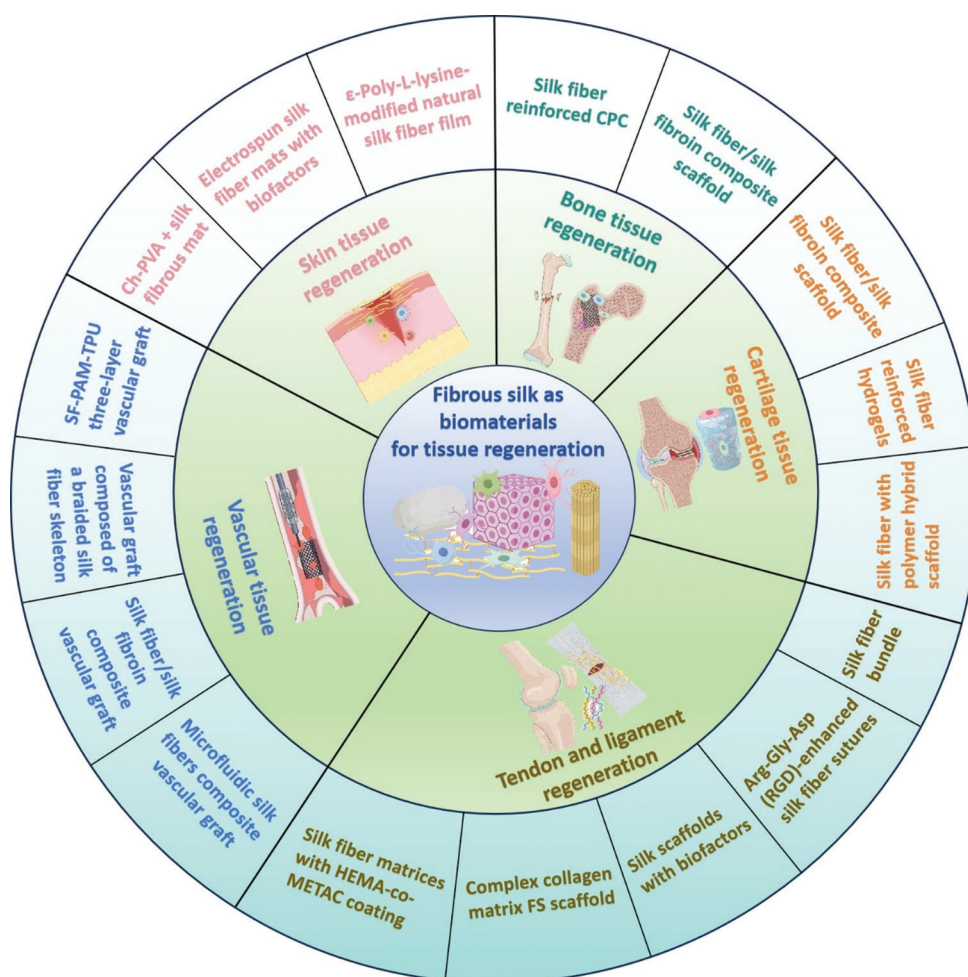 Fibrous silk as
biomaterials
for tissue regeneration
Skin tissue
regeneration
Bone tissue
regeneration
Cartilage tissue
regeneration
Tendon and ligament
regeneration
Vascular tissue
regeneration
Ch-PVA + silk
fibrous mat
Electrospun silk
fiber mats with
biofactors
ε-Poly-L-lysine-
modified natural
silk fiber film
Silk fiber
reinforced CPC
Silk fiber/silk
fibroin composite
scaffold
Silk fiber/silk
fibroin composite
scaffold
Silk fiber
reinforced
hydrogels
Silk fiber with
polymer hybrid
scaffold
Silk fiber
bundle
Arg-Gly-Asp
(RGD)-enhanced
silk fiber sutures
Silk scaffolds
with biofactors
Complex collagen
matrix FS scaffold
Silk fiber matrices
with HEMA-co-
METAC coating
Microfluidic silk
fibers composite
vascular graft
Silk fiber/silk
fibroin
composite
vascular graft
Vascular graft
composed of
a braided silk
fiber skeleton
SF-PAM-TPU
three-layer
vascular graft